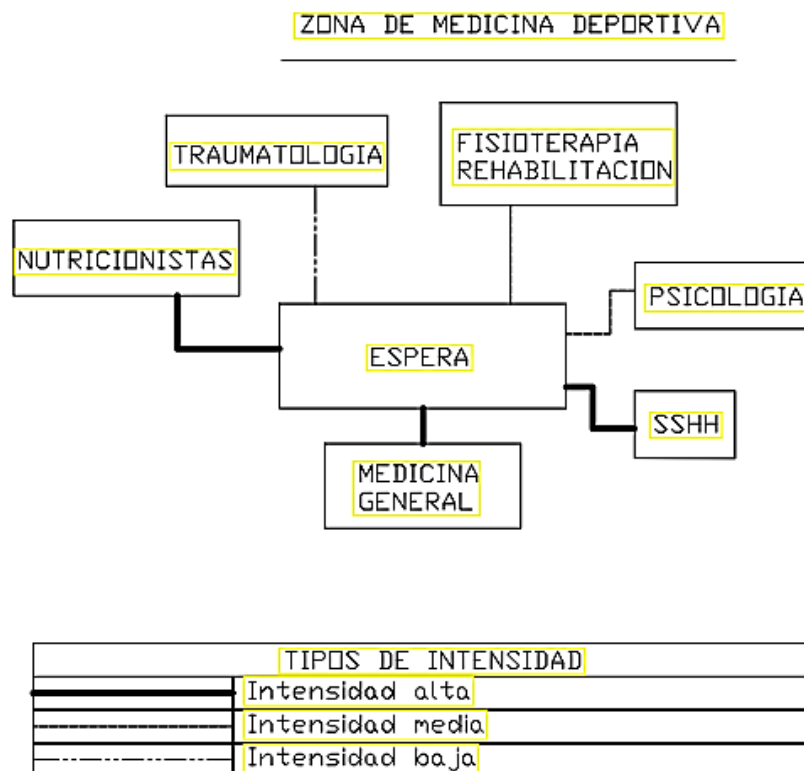 ZONA DE MEDICINA DEPORTIVA
TRAUMATOLOGIA
FISIOTERAPIA
REHABILITACION
NUTRICIONISTAS
PSICOLOGIA
ESPERA
SSHH
MEDICINA
GENERAL
TIPOS DE INTENSIDAD
Intensidad alta
Intensidad media
Intensidad baja